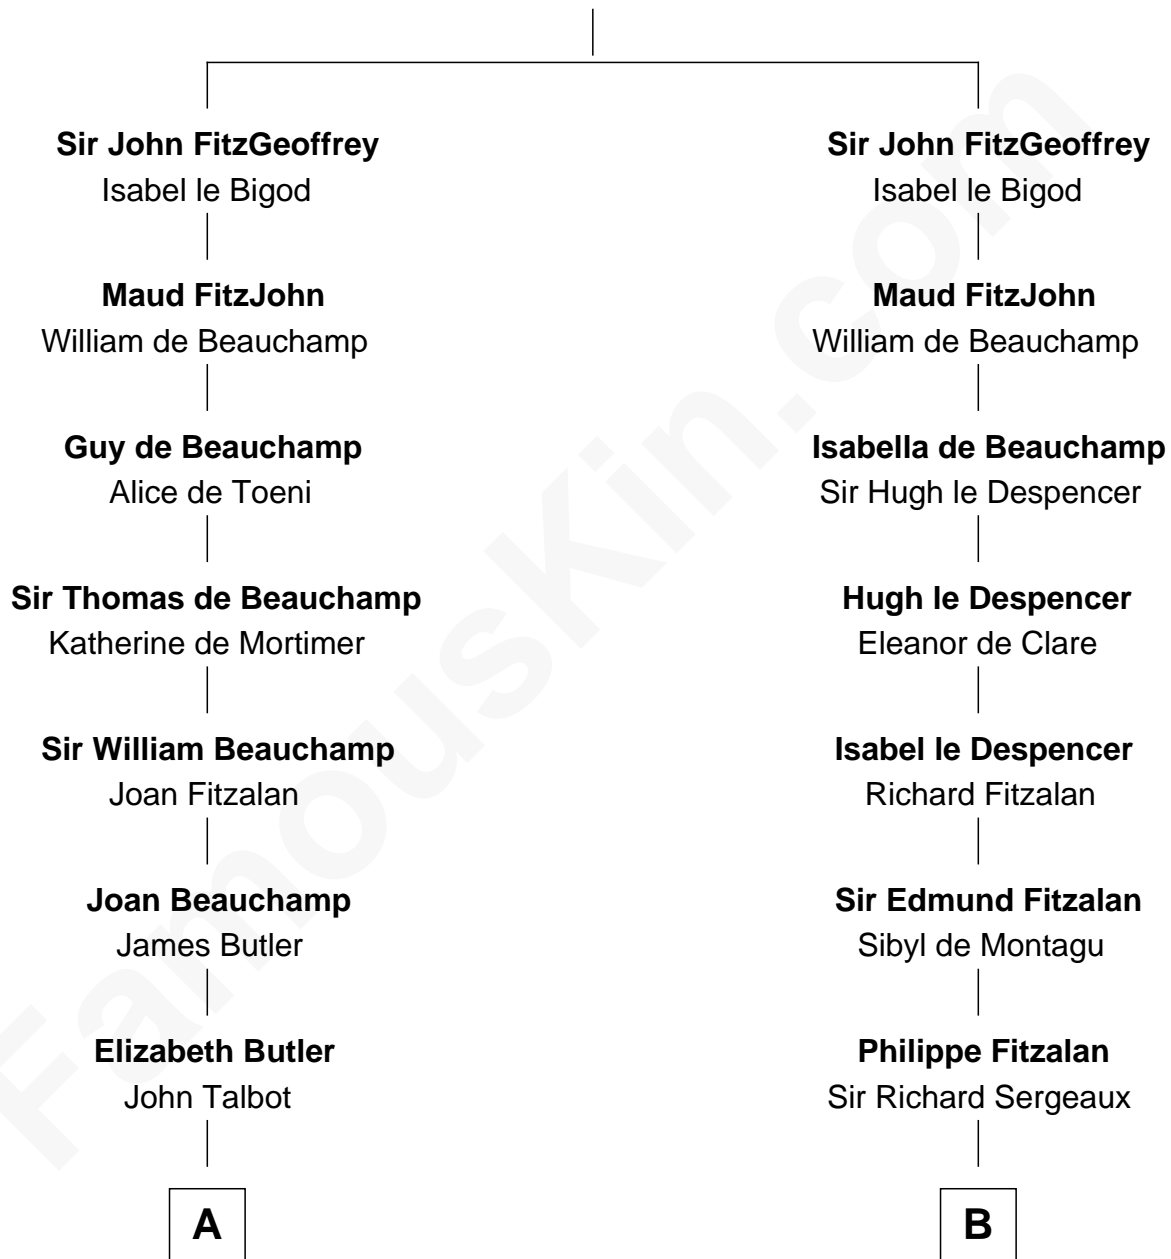 Sir John FitzGeoffrey
Isabel le Bigod
Maud FitzJohn
William de Beauchamp
Guy de Beauchamp
Alice de Toeni
Sir Thomas de Beauchamp
Katherine de Mortimer
Sir William Beauchamp
Joan Fitzalan
Joan Beauchamp
James Butler
Elizabeth Butler
John Talbot
A
Sir John FitzGeoffrey
Isabel le Bigod
Maud FitzJohn
William de Beauchamp
Isabella de Beauchamp
Sir Hugh le Despencer
Hugh le Despencer
Eleanor de Clare
Isabel le Despencer
Richard Fitzalan
Sir Edmund Fitzalan
Sibyl de Montagu
Philippe Fitzalan
Sir Richard Sergeaux
B
FamousKin.com